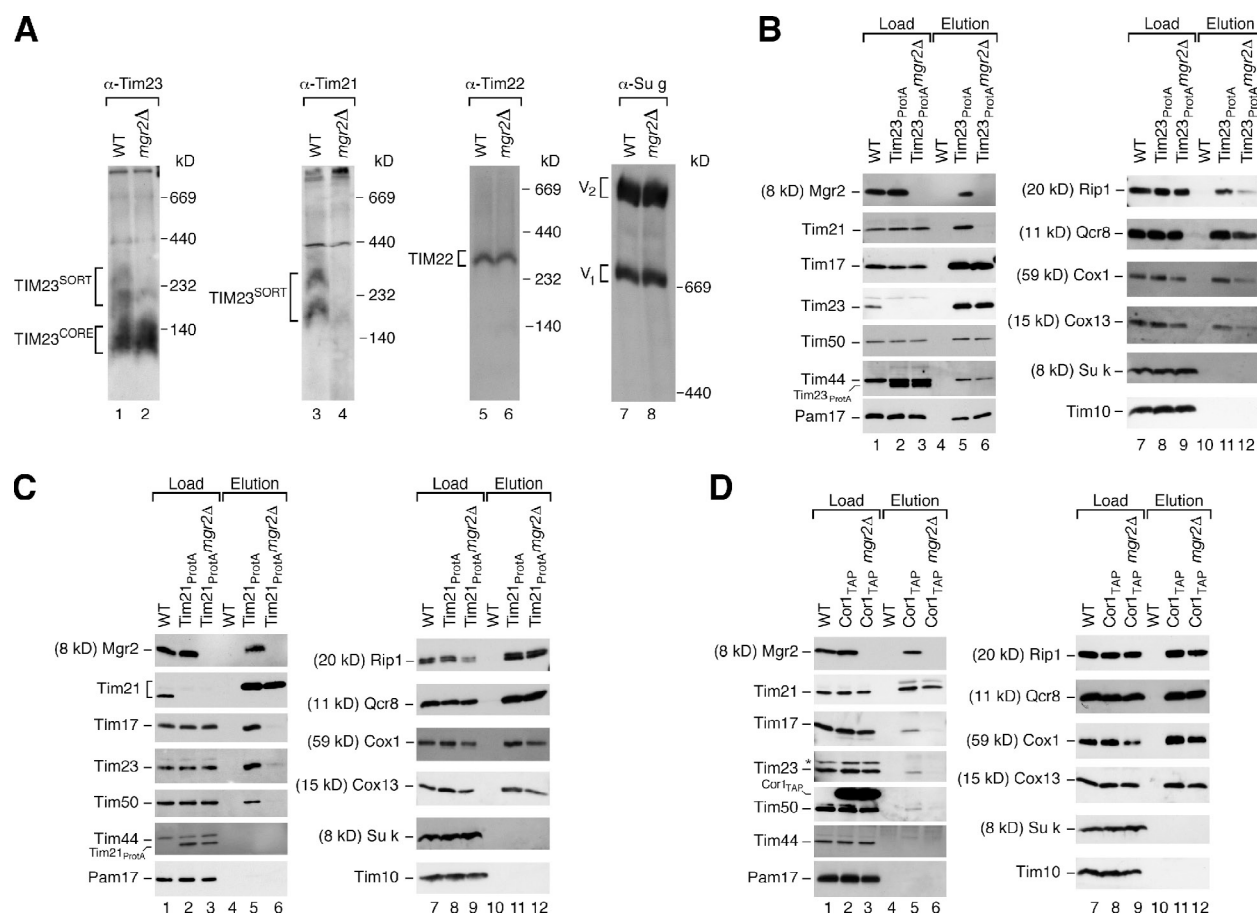 A
α-Tim23
α-Tim21
α-Tim22
α-Su g
WT
mgr2Δ
WT
mgr2Δ
WT
mgr2Δ
WT
mgr2Δ
kD
kD
kD
kD
669
440
232
140
669
440
232
140
669
440
232
140
669
440
TIM23SORT
TIM23CORE
TIM23SORT
TIM22
V2
V1
1 2 3 4 5 6 7 8
B
Load Elution Load Elution
WT
Tim23ProtA
Tim23ProtA mgr2Δ
WT
Tim23ProtA
Tim23ProtA mgr2Δ
WT
Tim23ProtA
Tim23ProtA mgr2Δ
WT
Tim23ProtA
Tim23ProtA mgr2Δ
(8 kD) Mgr2
Tim21
Tim17
Tim23
Tim50
Tim44
Tim23ProtA
Pam17
1 2 3 4 5 6
(20 kD) Rip1
(11 kD) Qcr8
(59 kD) Cox1
(15 kD) Cox13
(8 kD) Su k
Tim10
7 8 9 10 11 12
C
Load Elution Load Elution
WT
Tim21ProtA
Tim21ProtA mgr2Δ
WT
Tim21ProtA
Tim21ProtA mgr2Δ
WT
Tim21ProtA
Tim21ProtA mgr2Δ
WT
Tim21ProtA
Tim21ProtA mgr2Δ
(8 kD) Mgr2
Tim21
Tim17
Tim23
Tim50
Tim44
Tim21ProtA
Pam17
1 2 3 4 5 6
(20 kD) Rip1
(11 kD) Qcr8
(59 kD) Cox1
(15 kD) Cox13
(8 kD) Su k
Tim10
7 8 9 10 11 12
D
Load Elution Load Elution
WT
Cor1TAP
Cor1TAP mgr2Δ
WT
Cor1TAP
Cor1TAP mgr2Δ
WT
Cor1TAP
Cor1TAP mgr2Δ
WT
Cor1TAP
Cor1TAP mgr2Δ
(8 kD) Mgr2
Tim21
Tim17
*
Tim23
Cor1TAP
Tim50
Tim44
Pam17
1 2 3 4 5 6
(20 kD) Rip1
(11 kD) Qcr8
(59 kD) Cox1
(15 kD) Cox13
(8 kD) Su k
Tim10
7 8 9 10 11 12